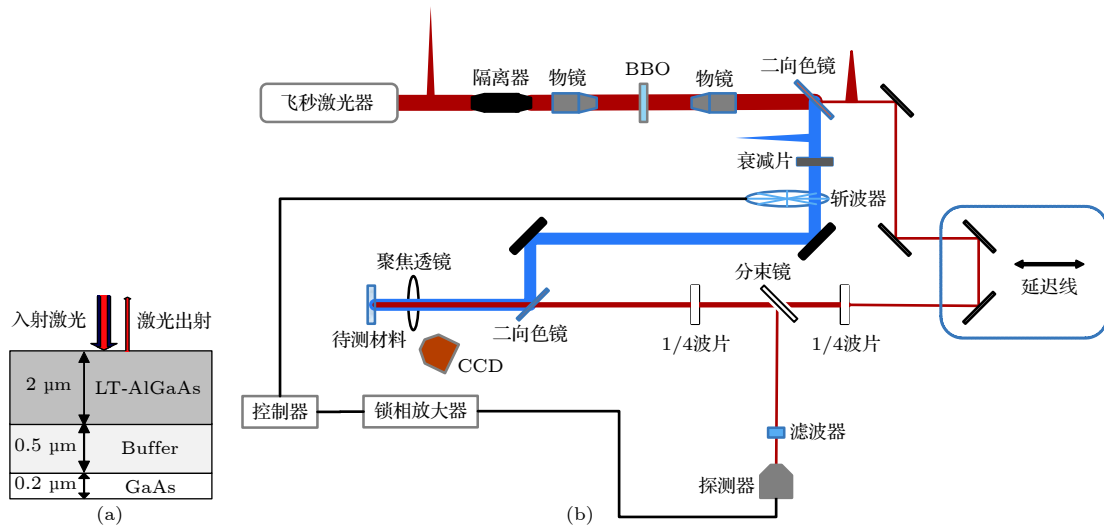 飞秒激光器
隔离器
物镜
BBO
物镜
二向色镜
衰减片
斩波器
聚焦透镜
待测材料
二向色镜
CCD
1/4波片
分束镜
1/4波片
延迟线
控制器
锁相放大器
滤波器
探测器
(b)
入射激光
激光出射
2 μm
LT-AlGaAs
0.5 μm
Buffer
0.2 μm
GaAs
(a)